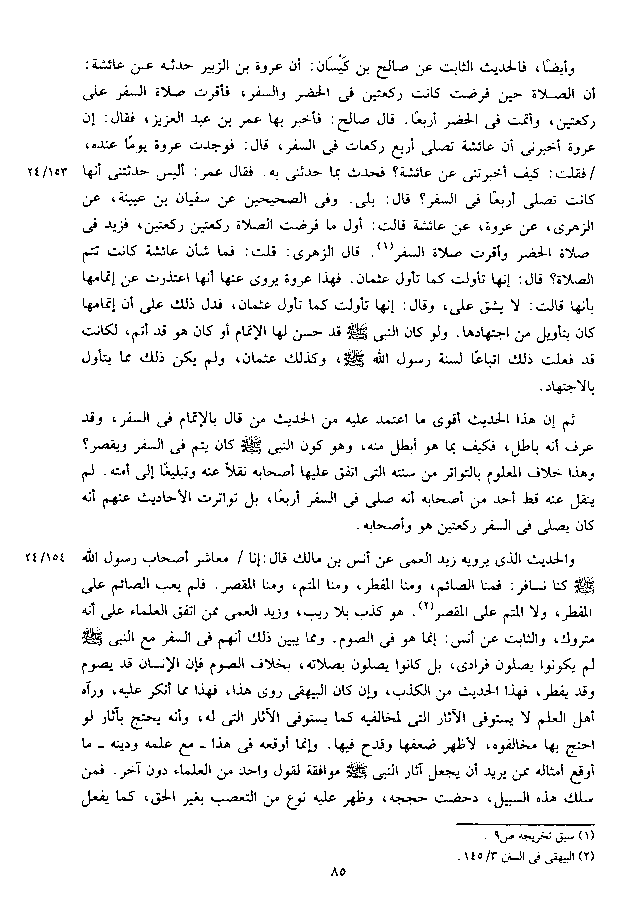 وأيضًا، فالحديث الثابت عن صالح بن كَيْسَان: أن عروة بن الزبير حدثه عن عائشة:
أن الصلاة حين فرضت كانت ركعتين فى الحضر والسفر، فأقرت صلاة السفر على
ركعتين، وأتمت فى الحضر أربعًا. قال صالح: فأخبر بها عمر بن عبد العزيز، فقال: إن
عروة أخبرنى أن عائشة تصلى أربع ركعات فى السفر، قال: فوجدت عروة يومًا عنده،
٢٤/١٥٣ / فقلت: كيف أخبرتنى عن عائشة؟ فحدث بما حدثنى به. فقال عمر: أليس حدثتنى أنها
كانت تصلى أربعًا فى السفر؟ قال: بلى. وفى الصحيحين عن سفيان بن عيينة، عن
الزهرى، عن عروة، عن عائشة قالت: أول ما فرضت الصلاة ركعتين ركعتين، فزيد فى
صلاة الحضر وأقرت صلاة السفر(١). قال الزهرى: قلت: فما شأن عائشة كانت تتم
الصلاة؟ قال: إنها تأولت كما تأول عثمان. فهذا عروة يروى عنها أنها اعتذرت عن إتمامها
بأنها قالت: لا يشق على، وقال: إنها تأولت كما تأول عثمان، فدل ذلك على أن إتمامها
كان بتأويل من اجتهادها. ولو كان النبى ﷺ قد حسن لها الإتمام أو كان هو قد أتم، لكانت
قد فعلت ذلك اتباعًا لسنة رسول الله ﷺ، وكذلك عثمان، ولم يكن ذلك مما يتأول
بالاجتهاد.
ثم إن هذا الحديث أقوى ما اعتمد عليه من الحديث من قال بالإتمام فى السفر، وقد
عرف أنه باطل، فكيف بما هو أبطل منه، وهو كون النبى ﷺ كان يتم فى السفر ويقصر؟
وهذا خلاف المعلوم بالتواتر من سنته التى اتفق عليها أصحابه نقلاً عنه وتبليغًا إلى أمته. لم
ينقل عنه قط أحد من أصحابه أنه صلى فى السفر أربعًا، بل تواترت الأحاديث عنهم أنه
كان يصلى فى السفر ركعتين هو وأصحابه.
٢٤/١٥٤ والحديث الذى يرويه زيد العمى عن أنس بن مالك قال: إنا / معاشر أصحاب رسول الله
ﷺ كنا نسافر: فمنا الصائم، ومنا المفطر، ومنا المتم، ومنا المقصر. فلم يعب الصائم على
المفطر، ولا المتم على المقصر(٢). هو كذب بلا ريب، وزيد العمى ممن اتفق العلماء على أنه
متروك، والثابت عن أنس: إنما هو فى الصوم. ومما يبين ذلك أنهم فى السفر مع النبى ﷺ
لم يكونوا يصلون فرادى، بل كانوا يصلون بصلاته، بخلاف الصوم فإن الإنسان قد يصوم
وقد يفطر، فهذا الحديث من الكذب، وإن كان البيهقى روى هذا، فهذا مما أنكر عليه، ورآه
أهل العلم لا يستوفى الآثار التى لمخالفيه كما يستوفى الآثار التى له، وأنه يحتج بآثار لو
احتج بها مخالفوه، لأظهر ضعفها وقدح فيها. وإنما أوقعه فى هذا ـ مع علمه ودينه ـ ما
أوقع أمثاله ممن يريد أن يجعل آثار النبى ﷺ موافقة لقول واحد من العلماء دون آخر. فمن
سلك هذه السبيل، دحضت حججه، وظهر عليه نوع من التعصب بغير الحق، كما يفعل
(١) سبق تخريجه ص٩ .
(٢) البيهقى فى السنن ٣/ ١٤٥ .
٨٥